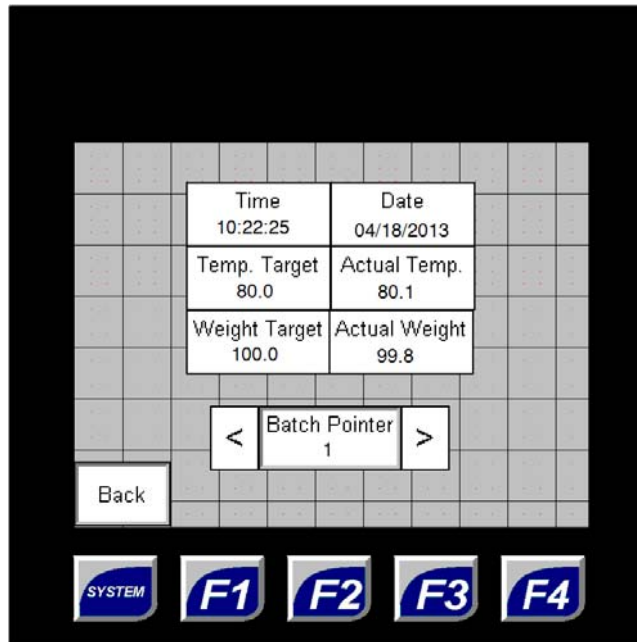 Time Date
10:22:25 04/18/2013
Temp. Target Actual Temp.
80.0 80.1
Weight Target Actual Weight
100.0 99.8
< Batch Pointer >
1
Back
SYSTEM F1 F2 F3 F4